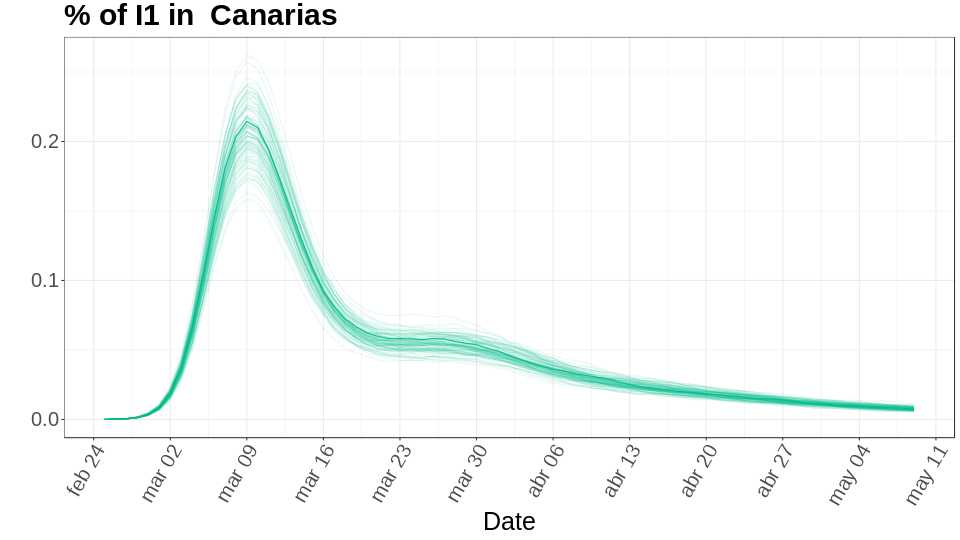 % of I1 in  Canarias
0.2
0.1
0.0
feb 24
mar 02
mar 09
mar 16
mar 23
mar 30
abr 06
abr 13
abr 20
abr 27
may 04
may 11
Date